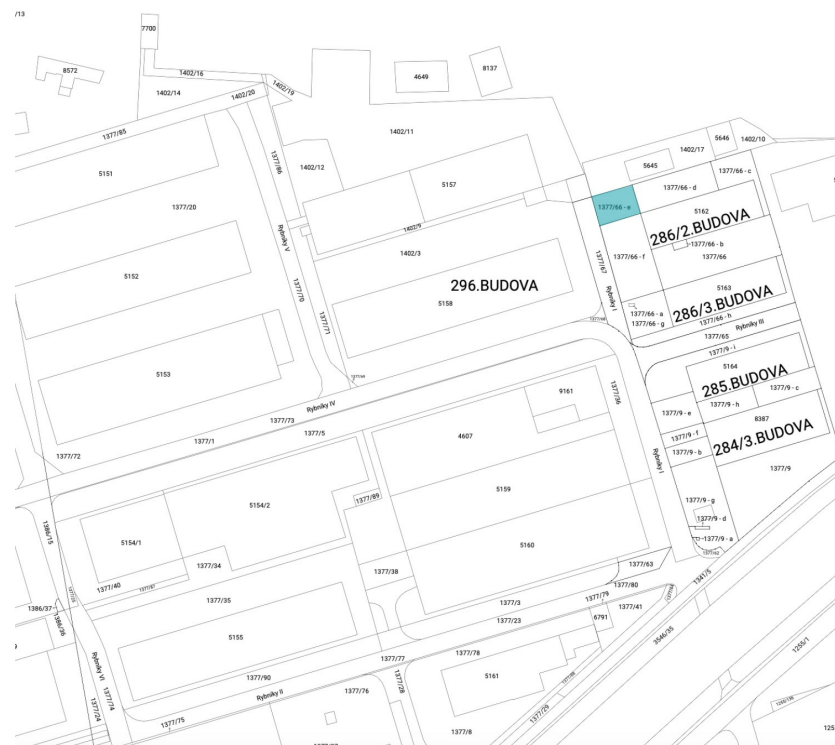 /13
7700
8572
1402/16
4649
8137
1402/14
1402/20
1402/19
1377/85
1402/11
5646
1402/10
1402/17
5151
1377/86
1402/12
5645
1377/66 - c
5157
1377/66 - d
1377/20
1377/66 - e
5162
286/2.BUDOVA
1402/9
Rybníky V
1377/66 - b
1402/3
1377/67
1377/66 - f
1377/66
5152
1377/70
296.BUDOVA
5163
286/3.BUDOVA
5158
Rybníky I
1377/66 - a
1377/66 - g
1377/66 - h
1377/71
Rybníky III
1377/65
1377/9 - i
5153
5164
285.BUDOVA
1377/36
9161
1377/9 - c
Rybníky IV
1377/9 - h
1377/9 - e
1377/73
1377/5
8387
284/3.BUDOVA
1377/1
4607
1377/9 - f
1377/72
1377/9 - b
Rybníky I
1377/9
5159
1377/89
1377/9 - g
5154/2
1377/9 - d
1386/15
5154/1
5160
1377/9 - a
1377/34
1377/63
1377/38
1341/5
1377/40
1377/80
1377/35
1377/79
1377/3
1377/41
1386/37
1386/36
6791
1377/23
5155
3546/35
1255/1
1377/77
1377/78
Rybníky VI
1377/90
5161
Rybníky II
1377/76
1377/28
1377/74
1377/24
1377/29
1377/75
1377/8